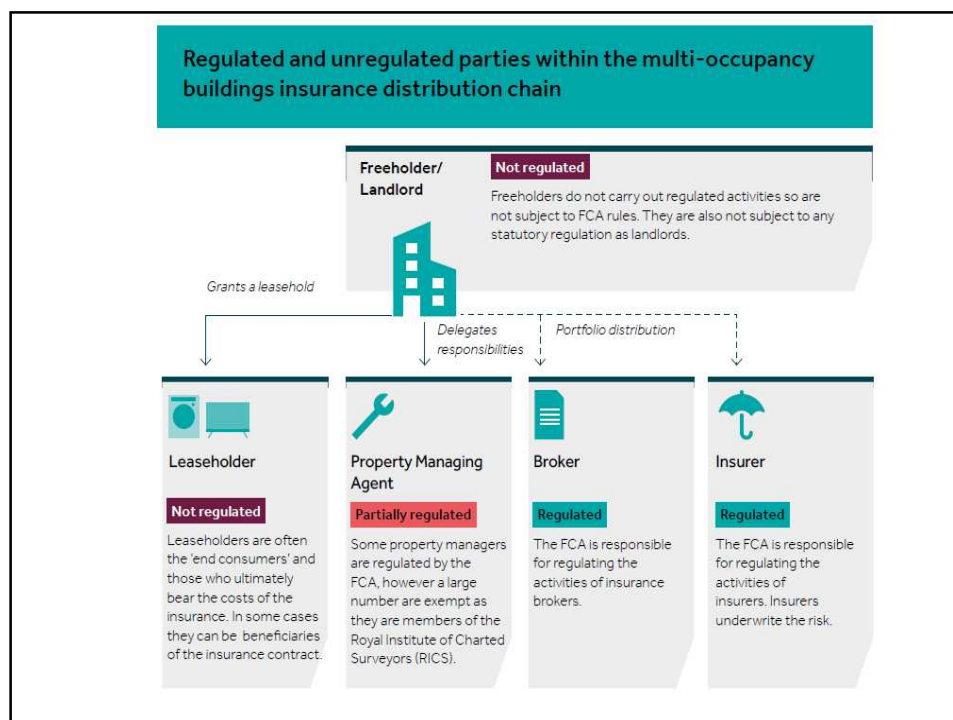 Regulated and unregulated parties within the multi-occupancy
buildings insurance distribution chain
Freeholder/
Landlord
Not regulated
Freeholders do not carry out regulated activities so are
not subject to FCA rules. They are also not subject to any
statutory regulation as landlords.
Grants a leasehold
Delegates
responsibilities
Portfolio distribution
Leaseholder
Not regulated
Leaseholders are often
the 'end consumers' and
those who ultimately
bear the costs of the
insurance. In some cases
they can be beneficiaries
of the insurance contract.
Property Managing
Agent
Partially regulated
Some property managers
are regulated by the
FCA, however a large
number are exempt as
they are members of the
Royal Institute of Charted
Surveyors (RICS).
Broker
Regulated
The FCA is responsible
for regulating the
activities of insurance
brokers.
Insurer
Regulated
The FCA is responsible
for regulating the
activities of
insurers. Insurers
underwrite the risk.